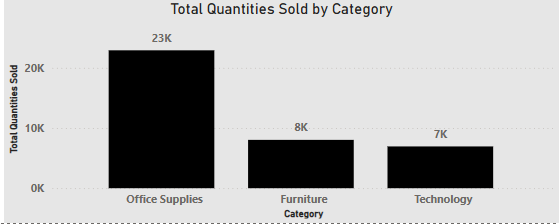 Total Quantities Sold by Category
Total Quantities Sold
20K
10K
0K
23K
8K
7K
Office Supplies
Furniture
Technology
Category